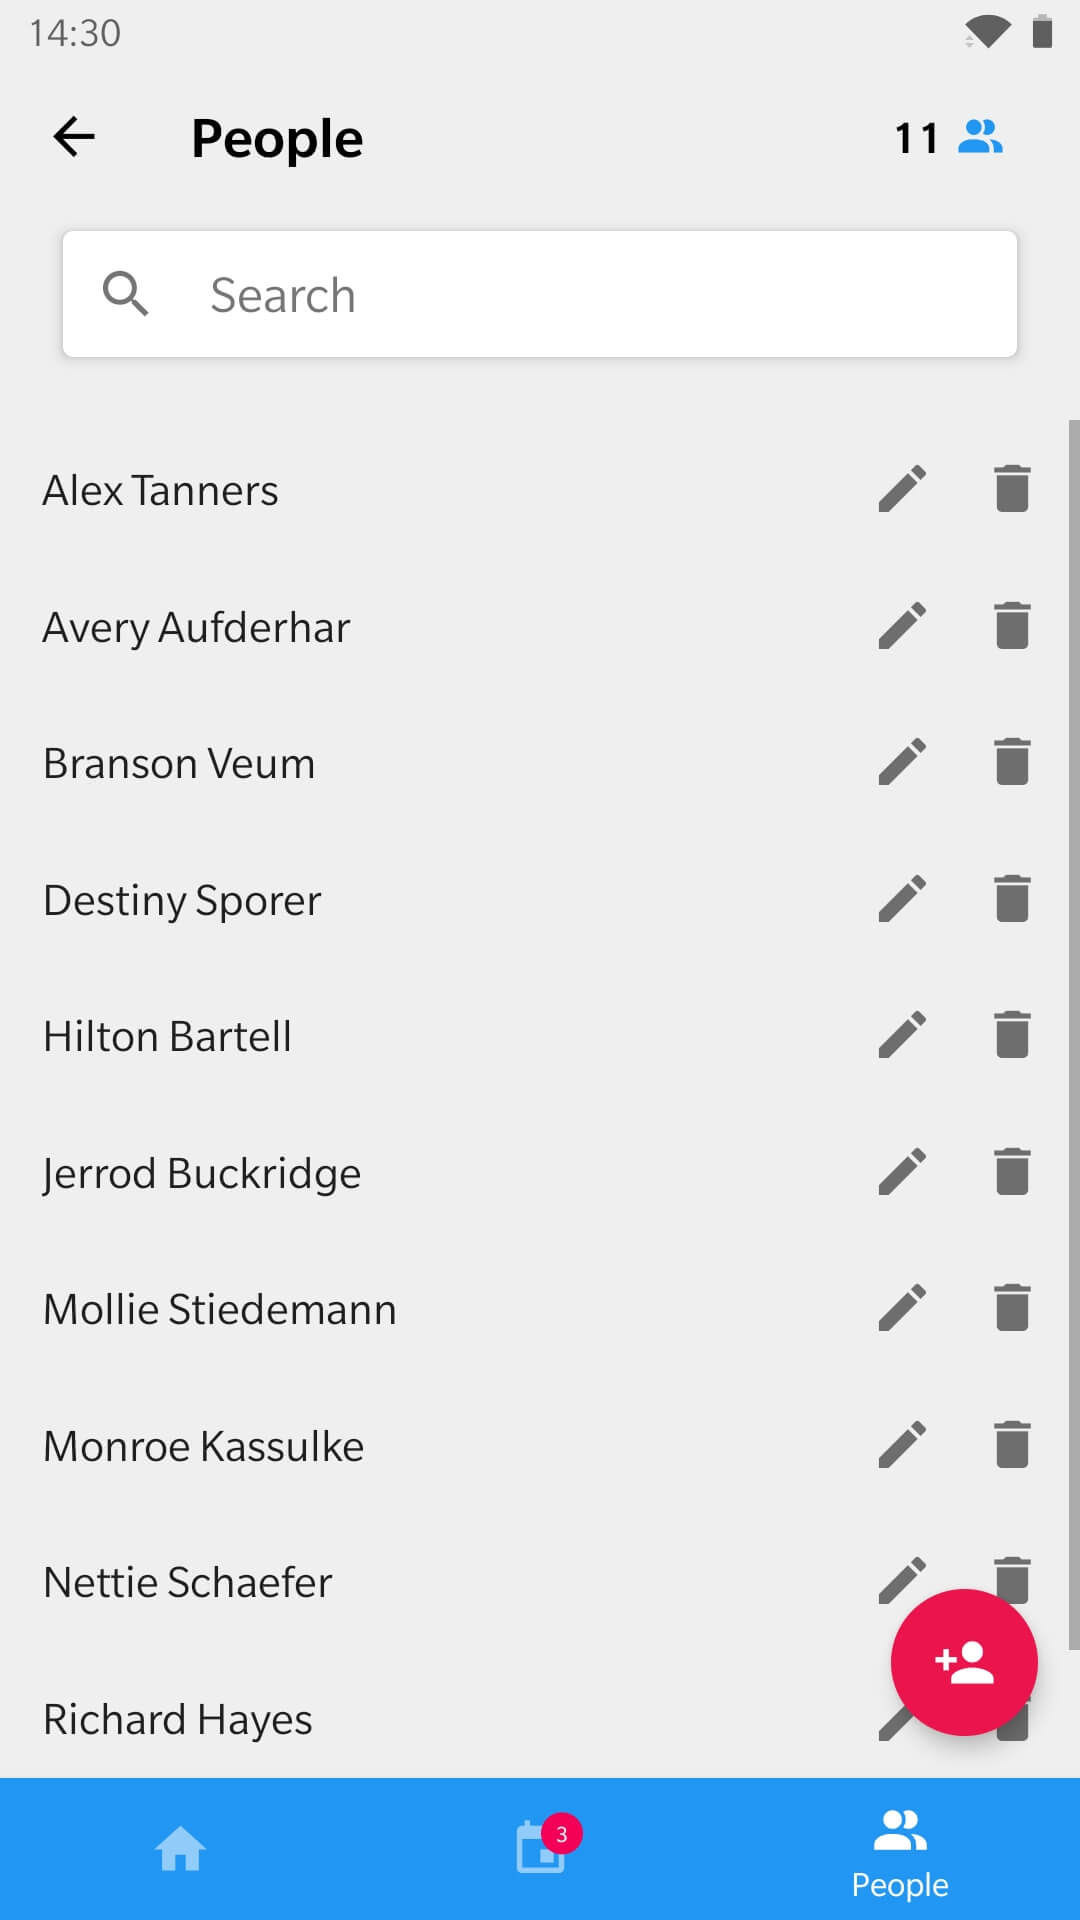 14:30
People 11
Search
Alex Tanners
Avery Aufderhar
Branson Veum
Destiny Sporer
Hilton Bartell
Jerrod Buckridge
Mollie Stiedemann
Monroe Kassulke
Nettie Schaefer
Richard Hayes
3
People